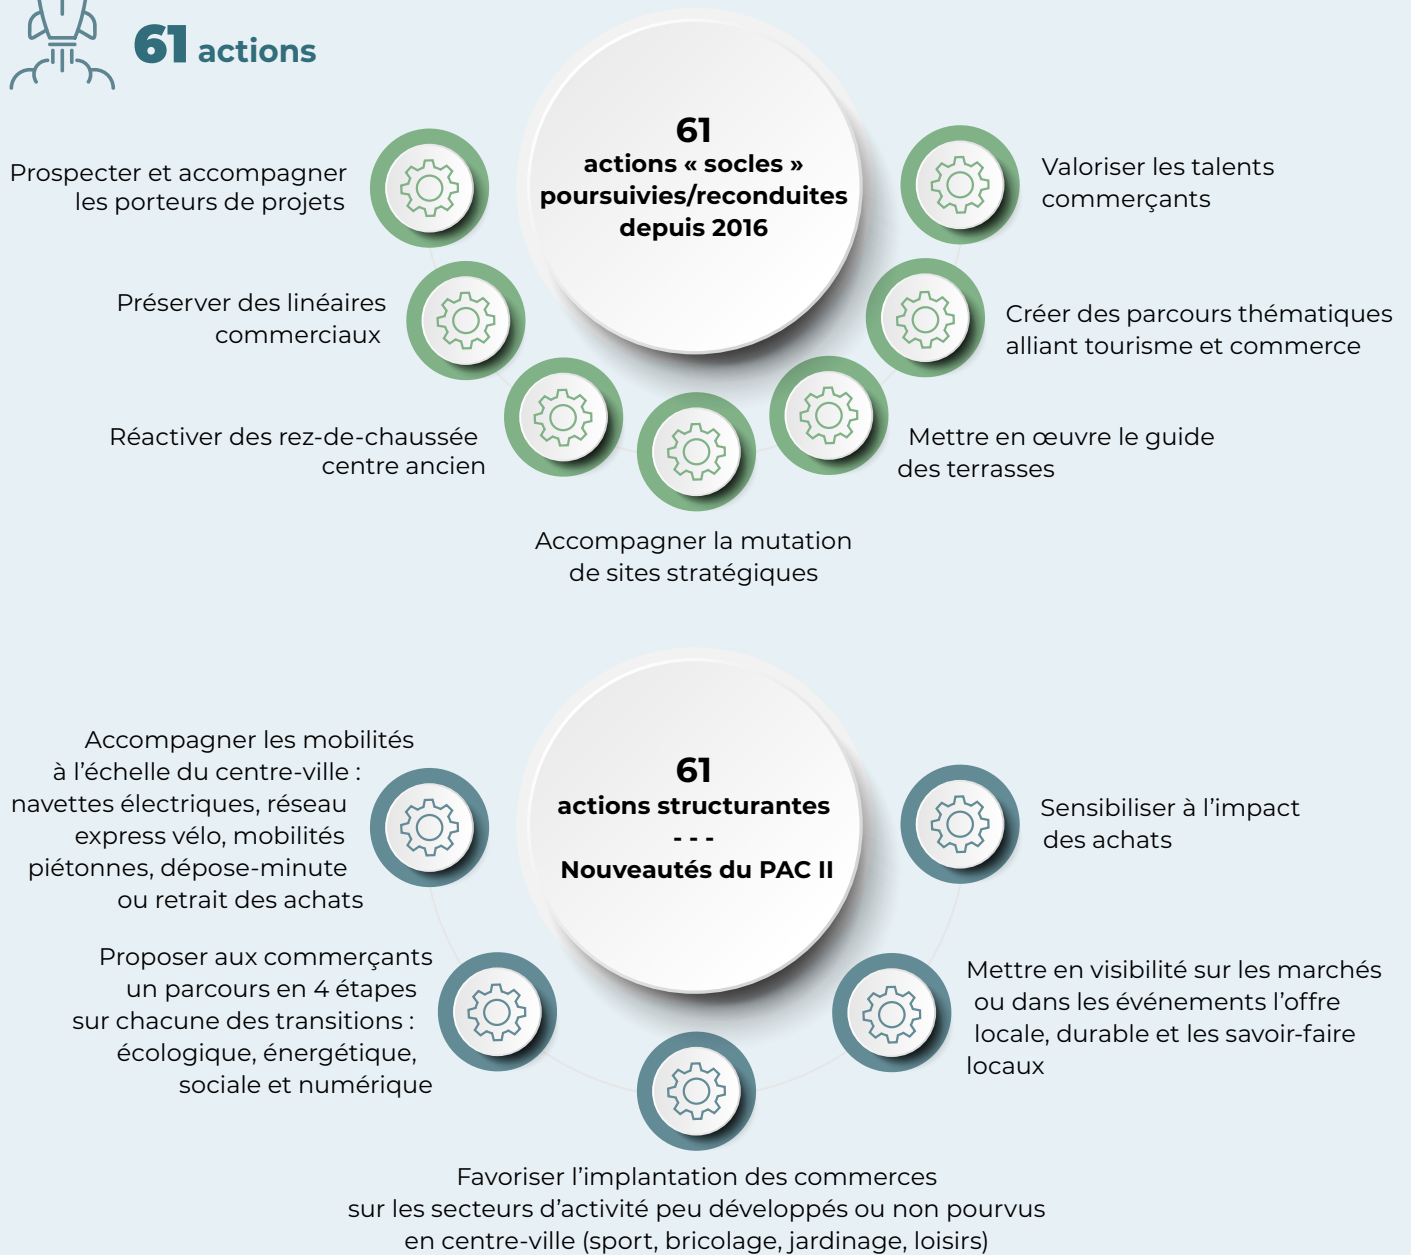 61 actions
61
actions « socles »
poursuivies/reconduites
depuis 2016
Prospecter et accompagner
les porteurs de projets
Préserver des linéaires
commerciaux
Réactiver des rez-de-chaussée
centre ancien
Accompagner la mutation
de sites stratégiques
Mettre en œuvre le guide
des terrasses
Créer des parcours thématiques
alliant tourisme et commerce
Valoriser les talents
commerçants
61
actions structurantes
- - -
Nouveautés du PAC II
Accompagner les mobilités
à l’échelle du centre-ville :
navettes électriques, réseau
express vélo, mobilités
piétonnes, dépose-minute
ou retrait des achats
Proposer aux commerçants
un parcours en 4 étapes
sur chacune des transitions :
écologique, énergétique,
sociale et numérique
Favoriser l’implantation des commerces
sur les secteurs d’activité peu développés ou non pourvus
en centre-ville (sport, bricolage, jardinage, loisirs)
Mettre en visibilité sur les marchés
ou dans les événements l’offre
locale, durable et les savoir-faire
locaux
Sensibiliser à l’impact
des achats